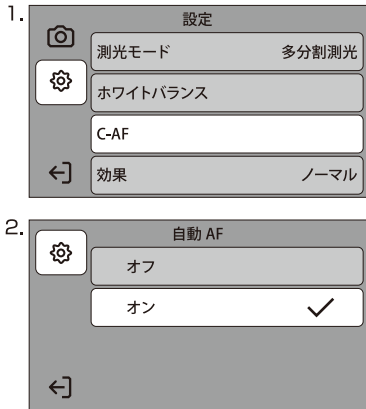 1.
設定
測光モード 多分割測光
ホワイトバランス
C-AF
効果 ノーマル
2.
自動 AF
オフ
オン